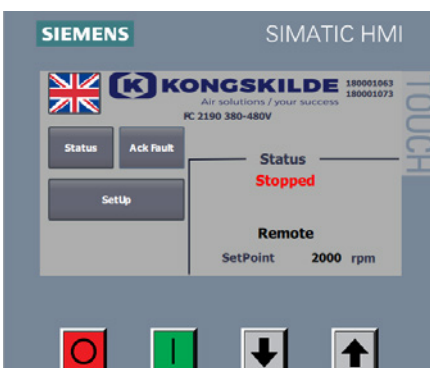 SIEMENS SIMATIC HMI
TOUCH
K KONGSKILDE 180001063
180001073
Air solutions / your success
FC 2190 380-480V
Status Ack Fault
SetUp
Status
Stopped
Remote
SetPoint 2000 rpm